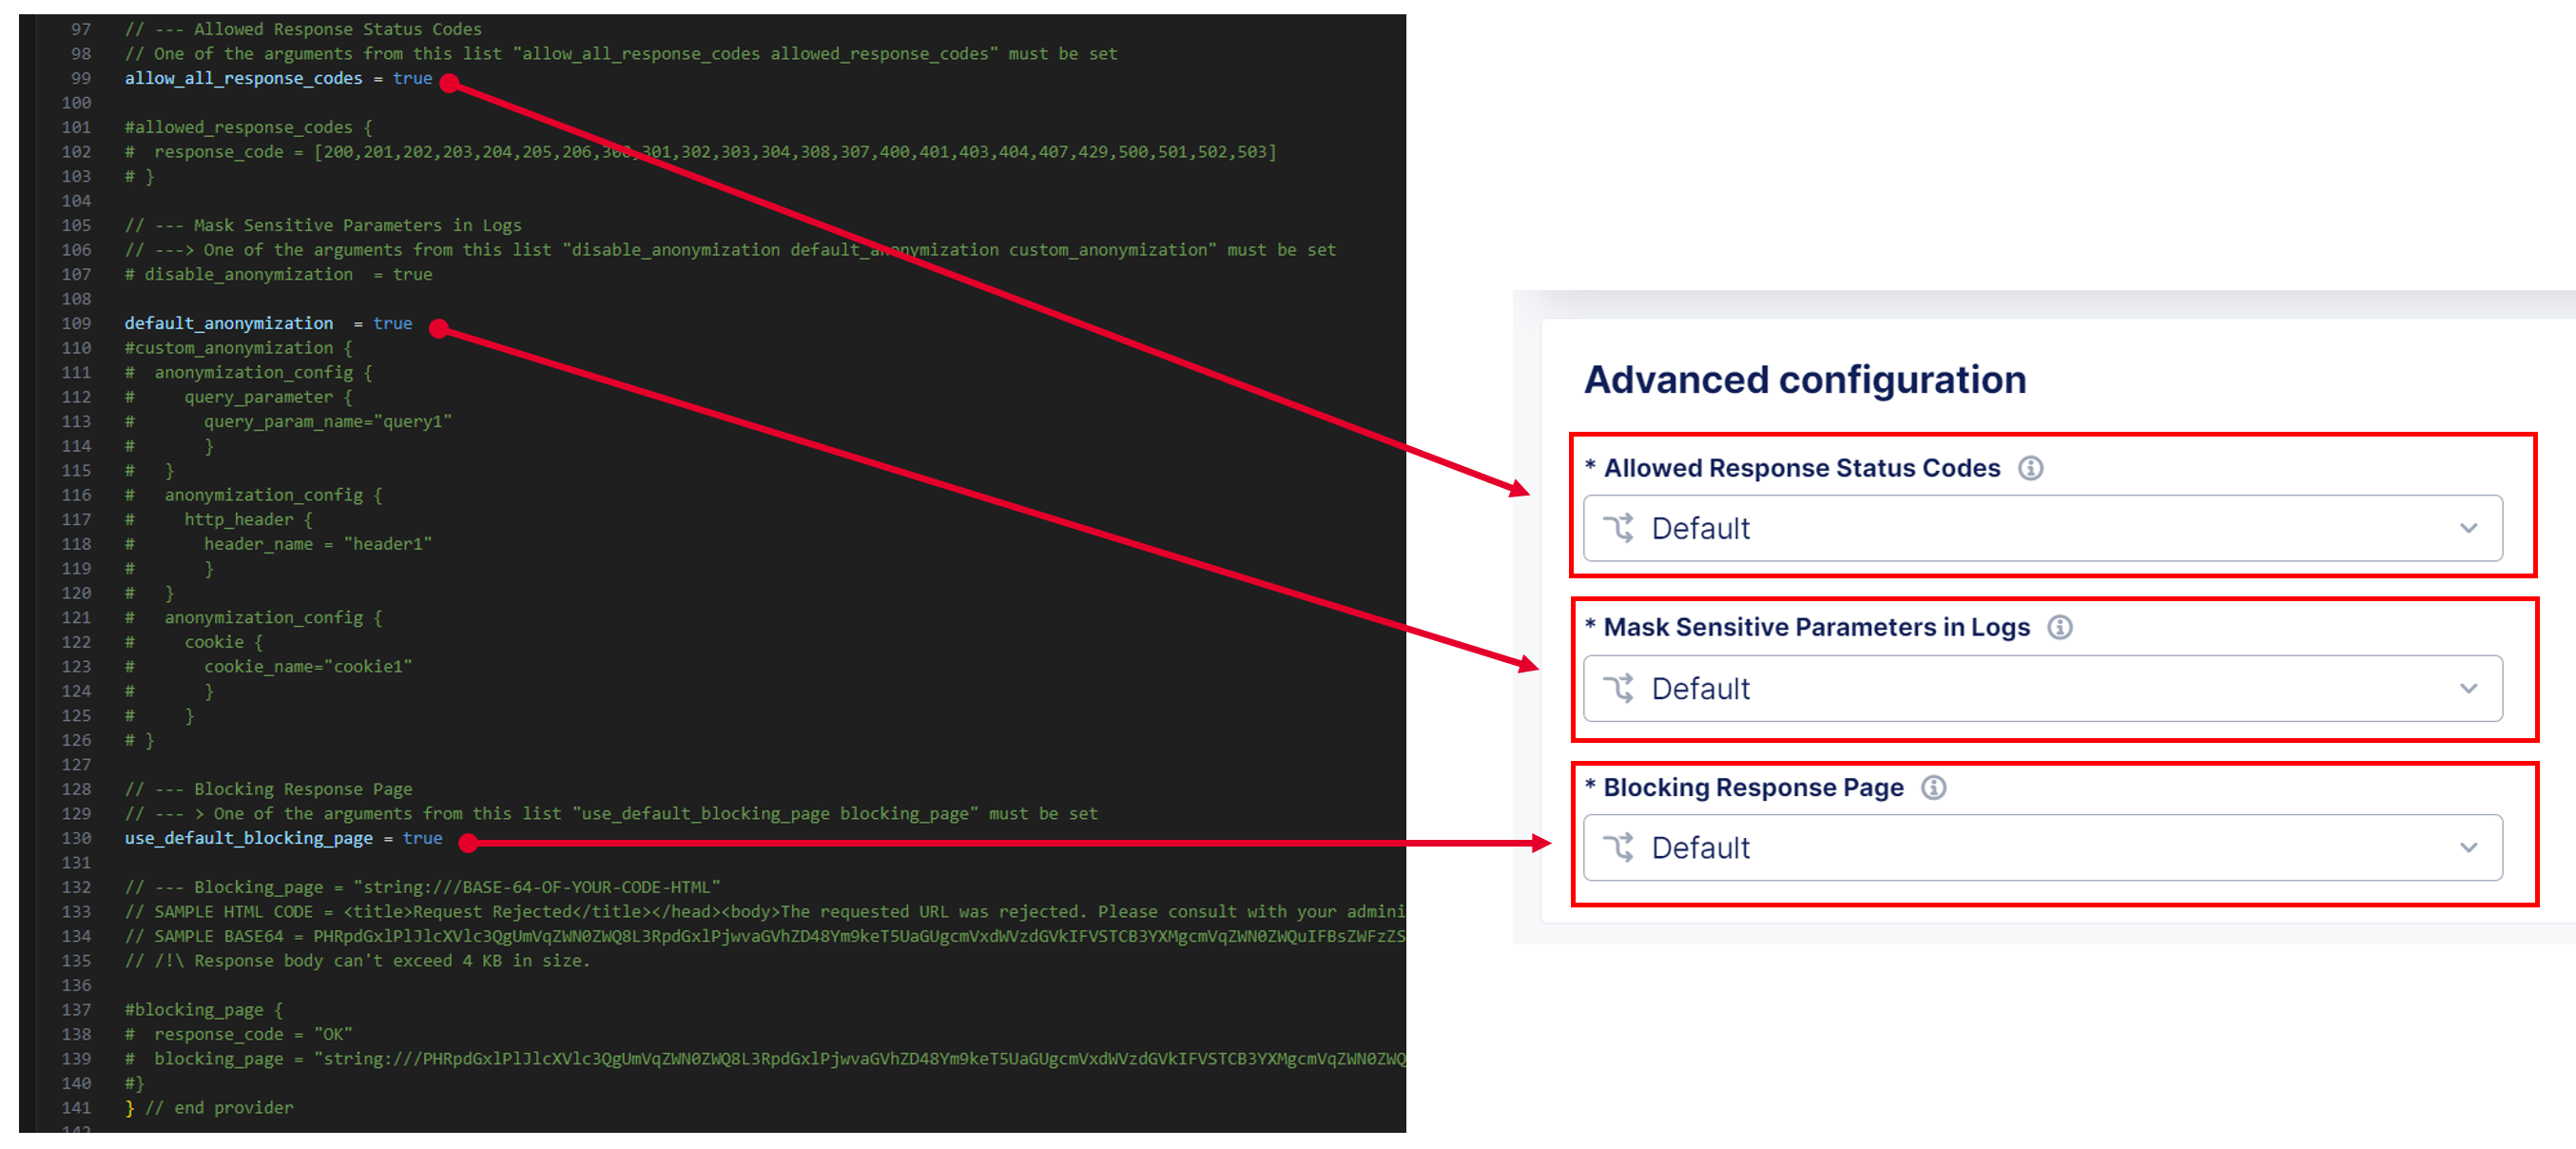 97 // --- Allowed Response Status Codes
98 // One of the arguments from this list "allow_all_response_codes allowed_response_codes" must be set
99 allow_all_response_codes = true
100
101 #allowed_response_codes {
102 #  response_code = [200,201,202,203,204,205,206,300,301,302,303,304,308,307,400,401,403,404,407,429,500,501,502,503]
103 # }
104
105 // --- Mask Sensitive Parameters in Logs
106 // ---> One of the arguments from this list "disable_anonymization default_anonymization custom_anonymization" must be set
107 # disable_anonymization  = true
108
109 default_anonymization  = true
110 #custom_anonymization {
111 #  anonymization_config {
112 #     query_parameter {
113 #       query_param_name="query1"
114 #       }
115 #   }
116 #   anonymization_config {
117 #     http_header {
118 #       header_name = "header1"
119 #       }
120 #   }
121 #   anonymization_config {
122 #     cookie {
123 #       cookie_name="cookie1"
124 #       }
125 #     }
126 # }
127
128 // --- Blocking Response Page
129 // --- > One of the arguments from this list "use_default_blocking_page blocking_page" must be set
130 use_default_blocking_page = true
131
132 // --- Blocking_page = "string:///BASE-64-OF-YOUR-CODE-HTML"
133 // SAMPLE HTML CODE = <title>Request Rejected</title></head><body>The requested URL was rejected. Please consult with your admini
134 // SAMPLE BASE64 = PHRpdGxlPlJlcXVlc3QgUmVqZWN0ZWQ8L3RpdGxlPjwvaGVhZD48Ym9keT5UaGUgcmVxdWVzdGVkIFVSTCB3YXMgcmVqZWN0ZWQuIFBsZWFzZS
135 // /!\ Response body can't exceed 4 KB in size.
136
137 #blocking_page {
138 #  response_code = "OK"
139 #  blocking_page = "string:///PHRpdGxlPlJlcXVlc3QgUmVqZWN0ZWQ8L3RpdGxlPjwvaGVhZD48Ym9keT5UaGUgcmVxdWVzdGVkIFVSTCB3YXMgcmVqZWN0ZWQ
140 #}
141 } // end provider
Advanced configuration
* Allowed Response Status Codes
Default
* Mask Sensitive Parameters in Logs
Default
* Blocking Response Page
Default